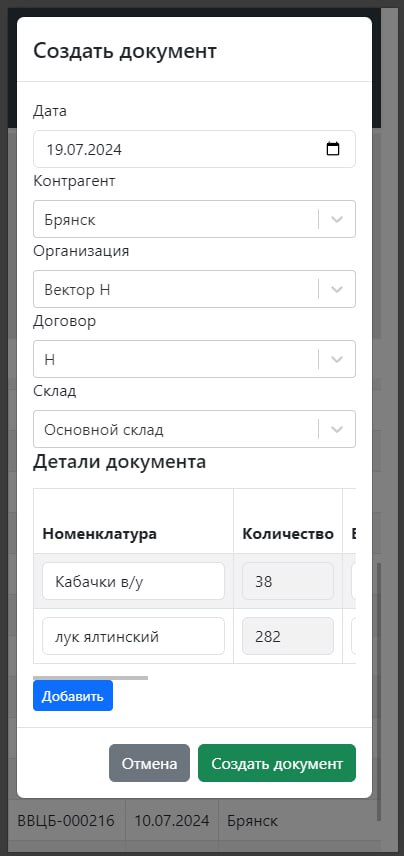 Создать документ
Дата
19.07.2024
Контрагент
Брянск
Организация
Вектор Н
Договор
Н
Склад
Основной склад
Детали документа
Номенклатура Количество
Кабачки в/у 38
лук ялтинский 282
Добавить
Отмена Создать документ
ВВЦБ-000216 10.07.2024 Брянск